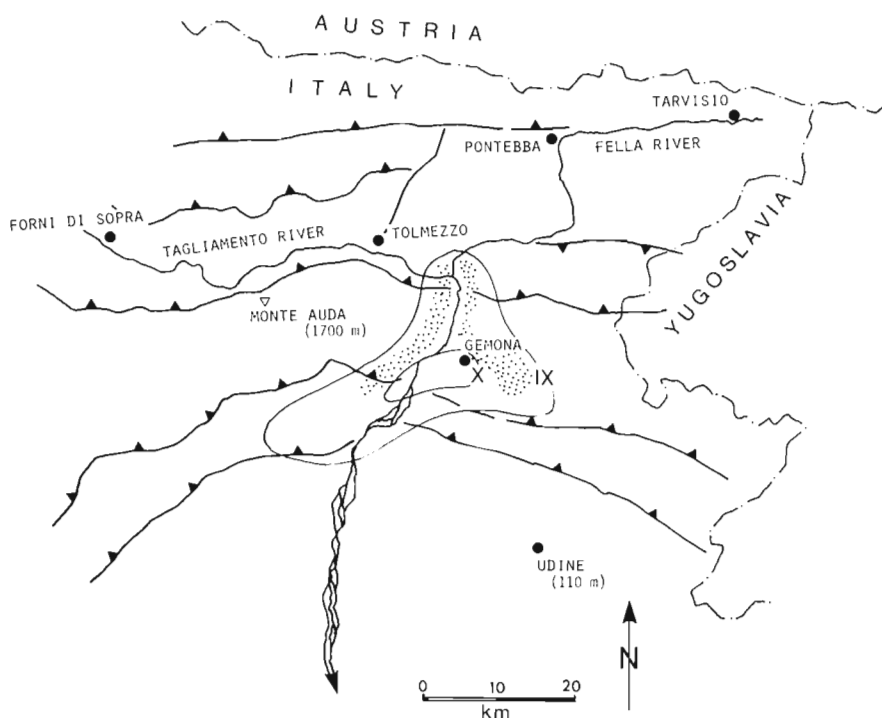 AUSTRIA
ITALY
TARVISIO
PONTEBBA
FELLA RIVER
FORNI DI SOPRA
TAGLIAMENTO RIVER
TOLMEZZO
YUGOSLAVIA
MONTE AUDA
(1700 m)
GEMONA
X
IX
UDINE
(110 m)
N
0 10 20
km